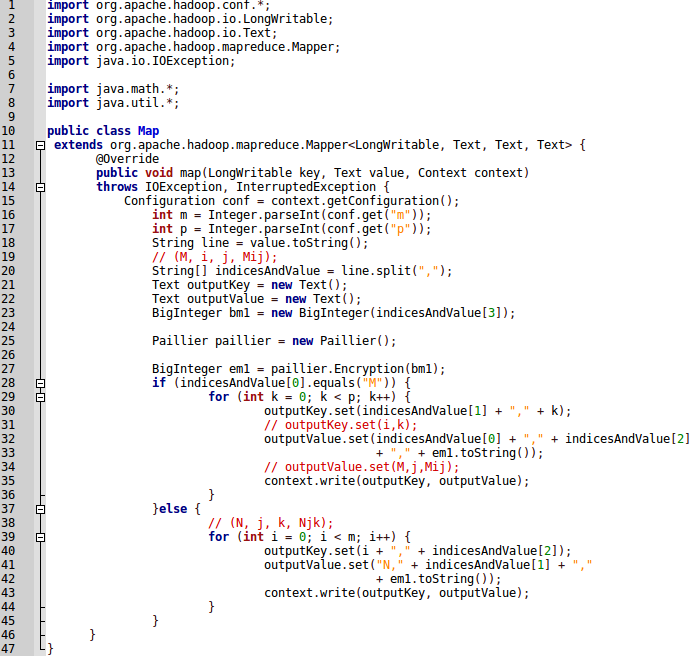 1 import org.apache.hadoop.conf.*;
2 import org.apache.hadoop.io.LongWritable;
3 import org.apache.hadoop.io.Text;
4 import org.apache.hadoop.mapreduce.Mapper;
5 import java.io.IOException;
6
7 import java.math.*;
8 import java.util.*;
9
10 public class Map
11  extends org.apache.hadoop.mapreduce.Mapper<LongWritable, Text, Text, Text> {
12        @Override
13        public void map(LongWritable key, Text value, Context context)
14        throws IOException, InterruptedException {
15            Configuration conf = context.getConfiguration();
16                int m = Integer.parseInt(conf.get("m"));
17                int p = Integer.parseInt(conf.get("p"));
18                String line = value.toString();
19                // (M, i, j, Mij);
20                String[] indicesAndValue = line.split(",");
21                Text outputKey = new Text();
22                Text outputValue = new Text();
23                BigInteger bm1 = new BigInteger(indicesAndValue[3]);
24
25                Paillier paillier = new Paillier();
26
27                BigInteger em1 = paillier.Encryption(bm1);
28                if (indicesAndValue[0].equals("M")) {
29                        for (int k = 0; k < p; k++) {
30                                outputKey.set(indicesAndValue[1] + "," + k);
31                                // outputKey.set(i,k);
32                                outputValue.set(indicesAndValue[0] + "," + indicesAndValue[2]
33                                                + "," + em1.toString());
34                                // outputValue.set(M,j,Mij);
35                                context.write(outputKey, outputValue);
36                        }
37                }else {
38                        // (N, j, k, Njk);
39                        for (int i = 0; i < m; i++) {
40                                outputKey.set(i + "," + indicesAndValue[2]);
41                                outputValue.set("N," + indicesAndValue[1] + ","
42                                                + em1.toString());
43                                context.write(outputKey, outputValue);
44                        }
45                }
46       }
47 }